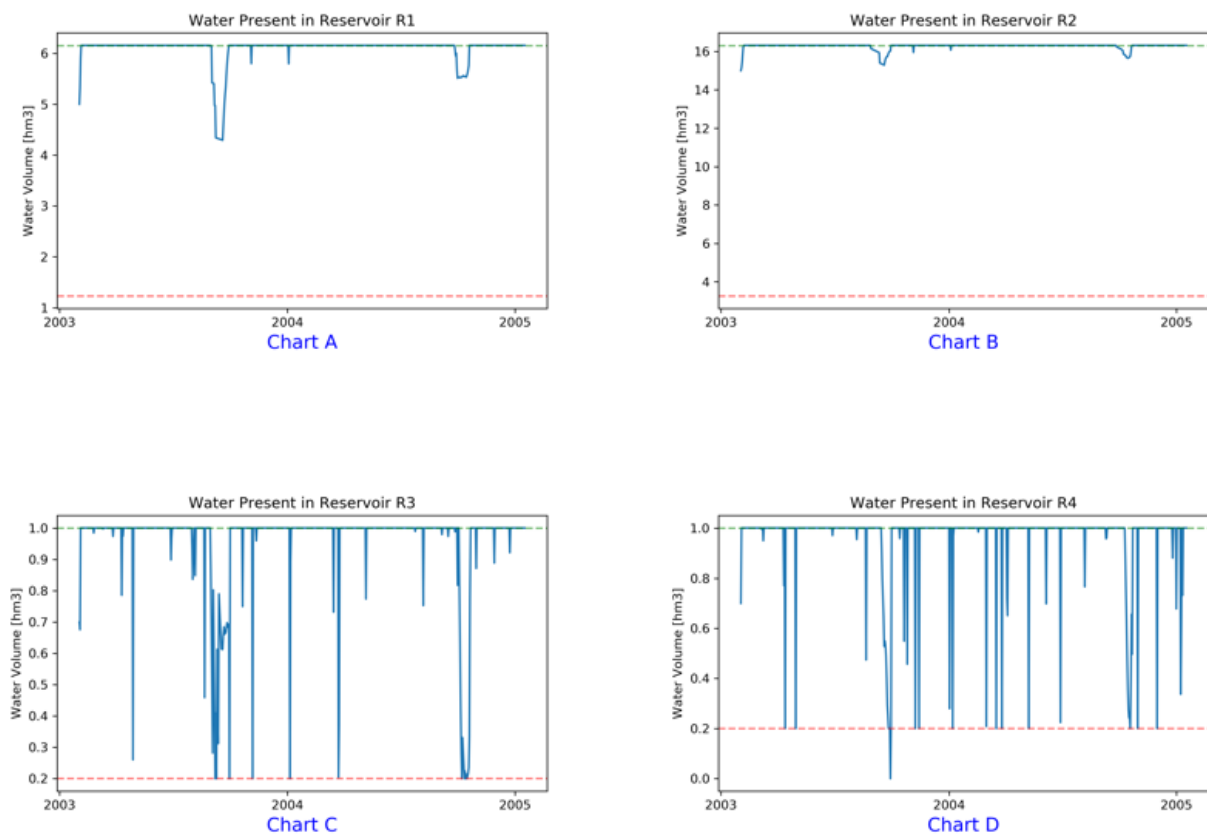 Water Present in Reservoir R1
Water Volume [hm3]
6
5
4
3
2
1
2003 2004 2005
Chart A
Water Present in Reservoir R2
Water Volume [hm3]
16
14
12
10
8
6
4
2003 2004 2005
Chart B
Water Present in Reservoir R3
Water Volume [hm3]
1.0
0.9
0.8
0.7
0.6
0.5
0.4
0.3
0.2
2003 2004 2005
Chart C
Water Present in Reservoir R4
Water Volume [hm3]
1.0
0.8
0.6
0.4
0.2
0.0
2003 2004 2005
Chart D